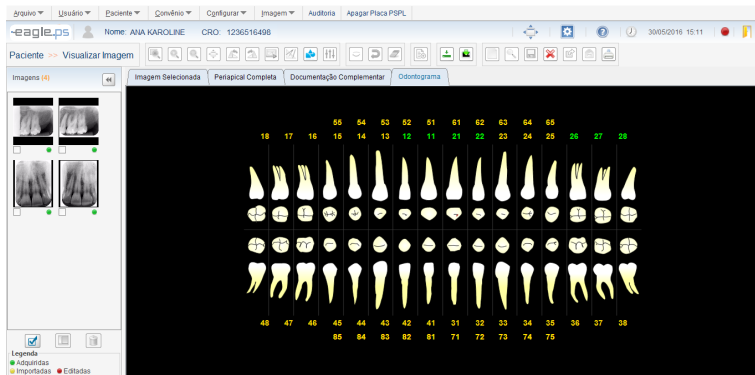 Arquivo Usuário Paciente Convênio Configurar Imagem Auditoria Apagar Placa PSPL
eagle.ps Nome: ANA KAROLINE CRO: 1236516498 30/05/2016 15:11
Paciente >> Visualizar Imagem
Imagens (4) Imagem Selecionada Periapical Completa Documentação Complementar Odontograma
55 54 53 52 51 61 62 63 64 65
18 17 16 15 14 13 12 11 21 22 23 24 25 26 27 28
48 47 46 45 44 43 42 41 31 32 33 34 35 36 37 38
85 84 83 82 81 71 72 73 74 75
Legenda
Adquiridas
Importadas Editadas